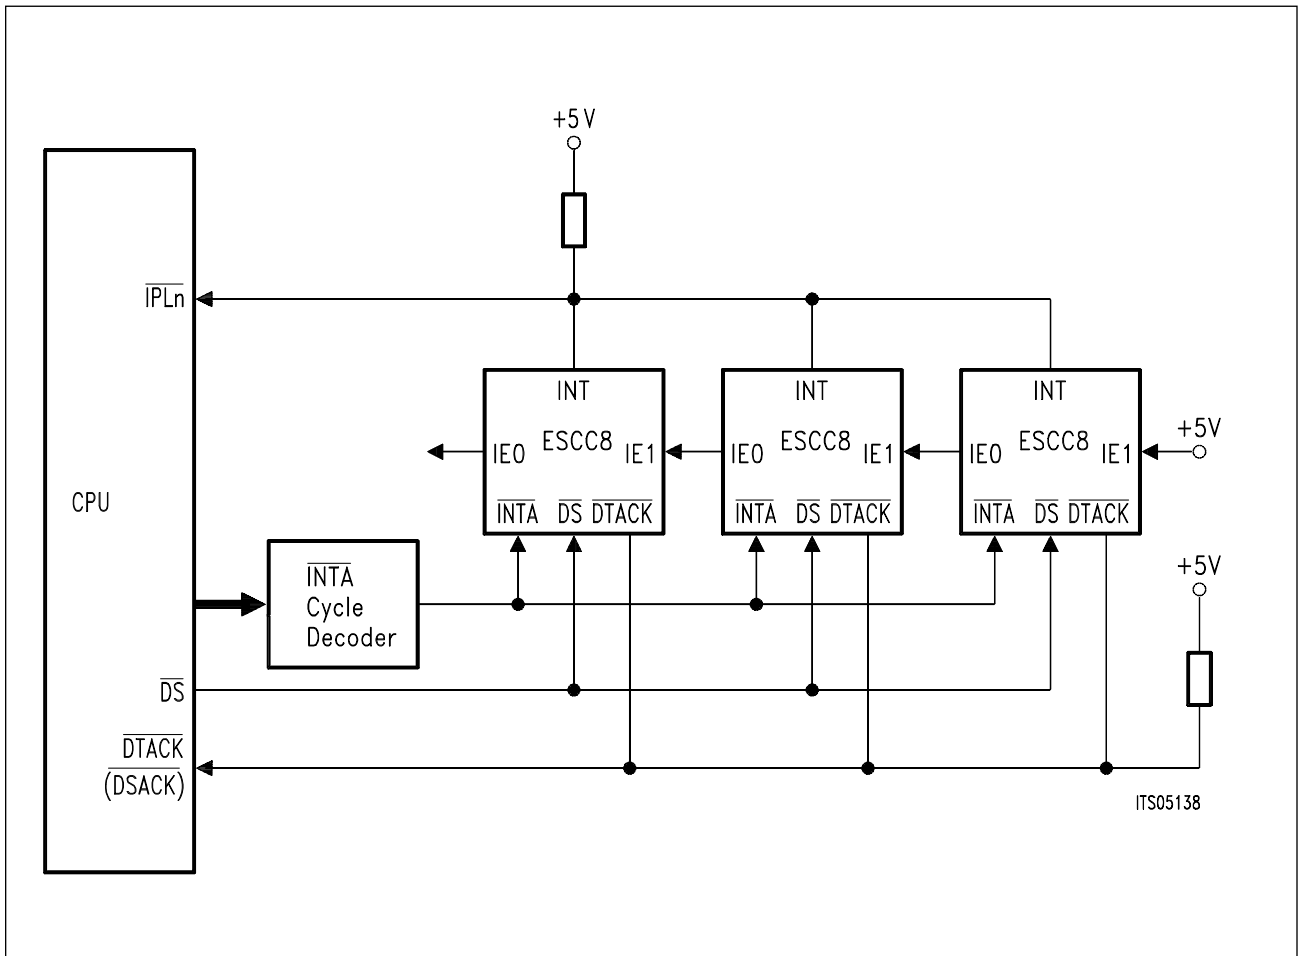 +5V
IPLn
INT
INT
INT
ESCC8
ESCC8
ESCC8
+5V
IE0
IE1
IE0
IE1
IE0
IE1
CPU
INTA DS DTACK
INTA DS DTACK
INTA DS DTACK
+5V
INTA
Cycle
Decoder
DS
DTACK
(DSACK)
ITS05138